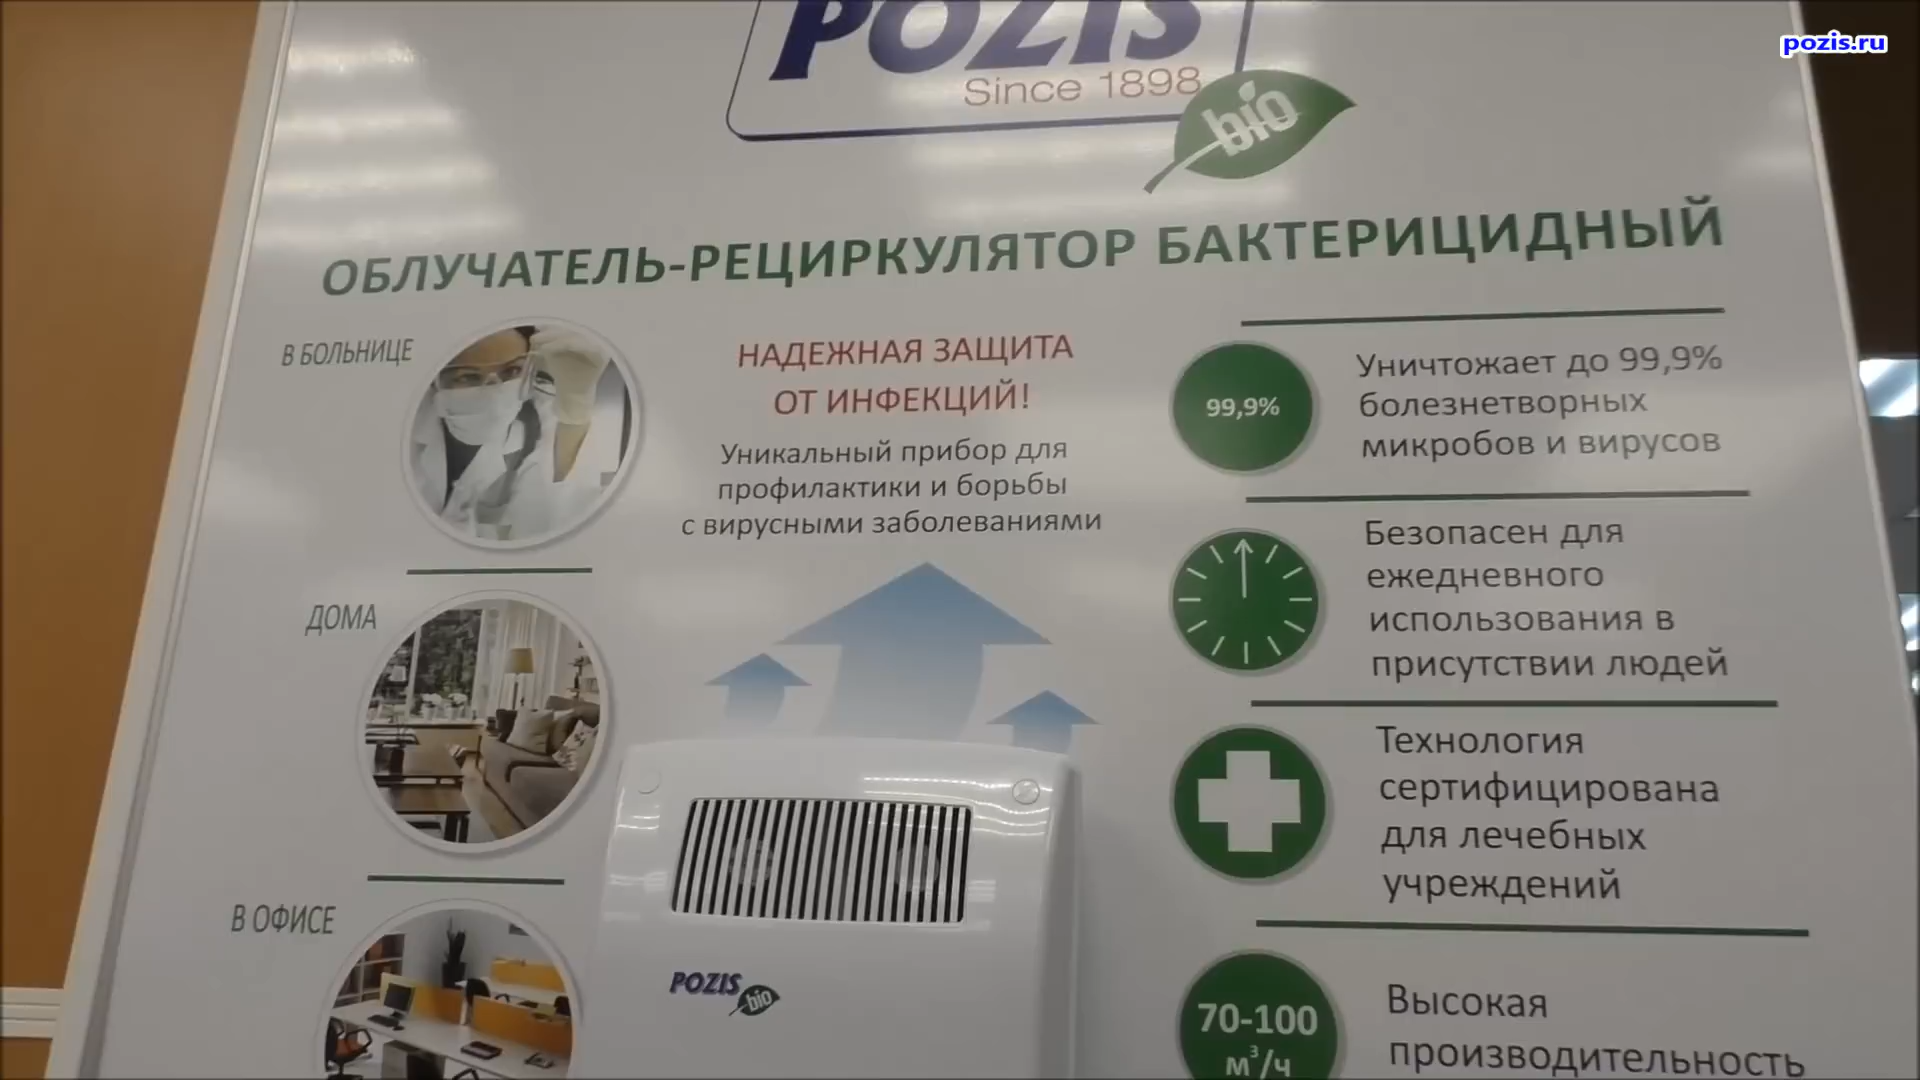 pozis.ru
POZIS
Since 1898
bio
ОБЛУЧАТЕЛЬ-РЕЦИРКУЛЯТОР БАКТЕРИЦИДНЫЙ
В БОЛЬНИЦЕ
ДОМА
В ОФИСЕ
НАДЕЖНАЯ ЗАЩИТА
ОТ ИНФЕКЦИЙ!
Уникальный прибор для
профилактики и борьбы
с вирусными заболеваниями
POZIS
bio
99,9%
Уничтожает до 99,9%
болезнетворных
микробов и вирусов
Безопасен для
ежедневного
использования в
присутствии людей
Технология
сертифицирована
для лечебных
учреждений
70-100
м³/ч
Высокая
производительность